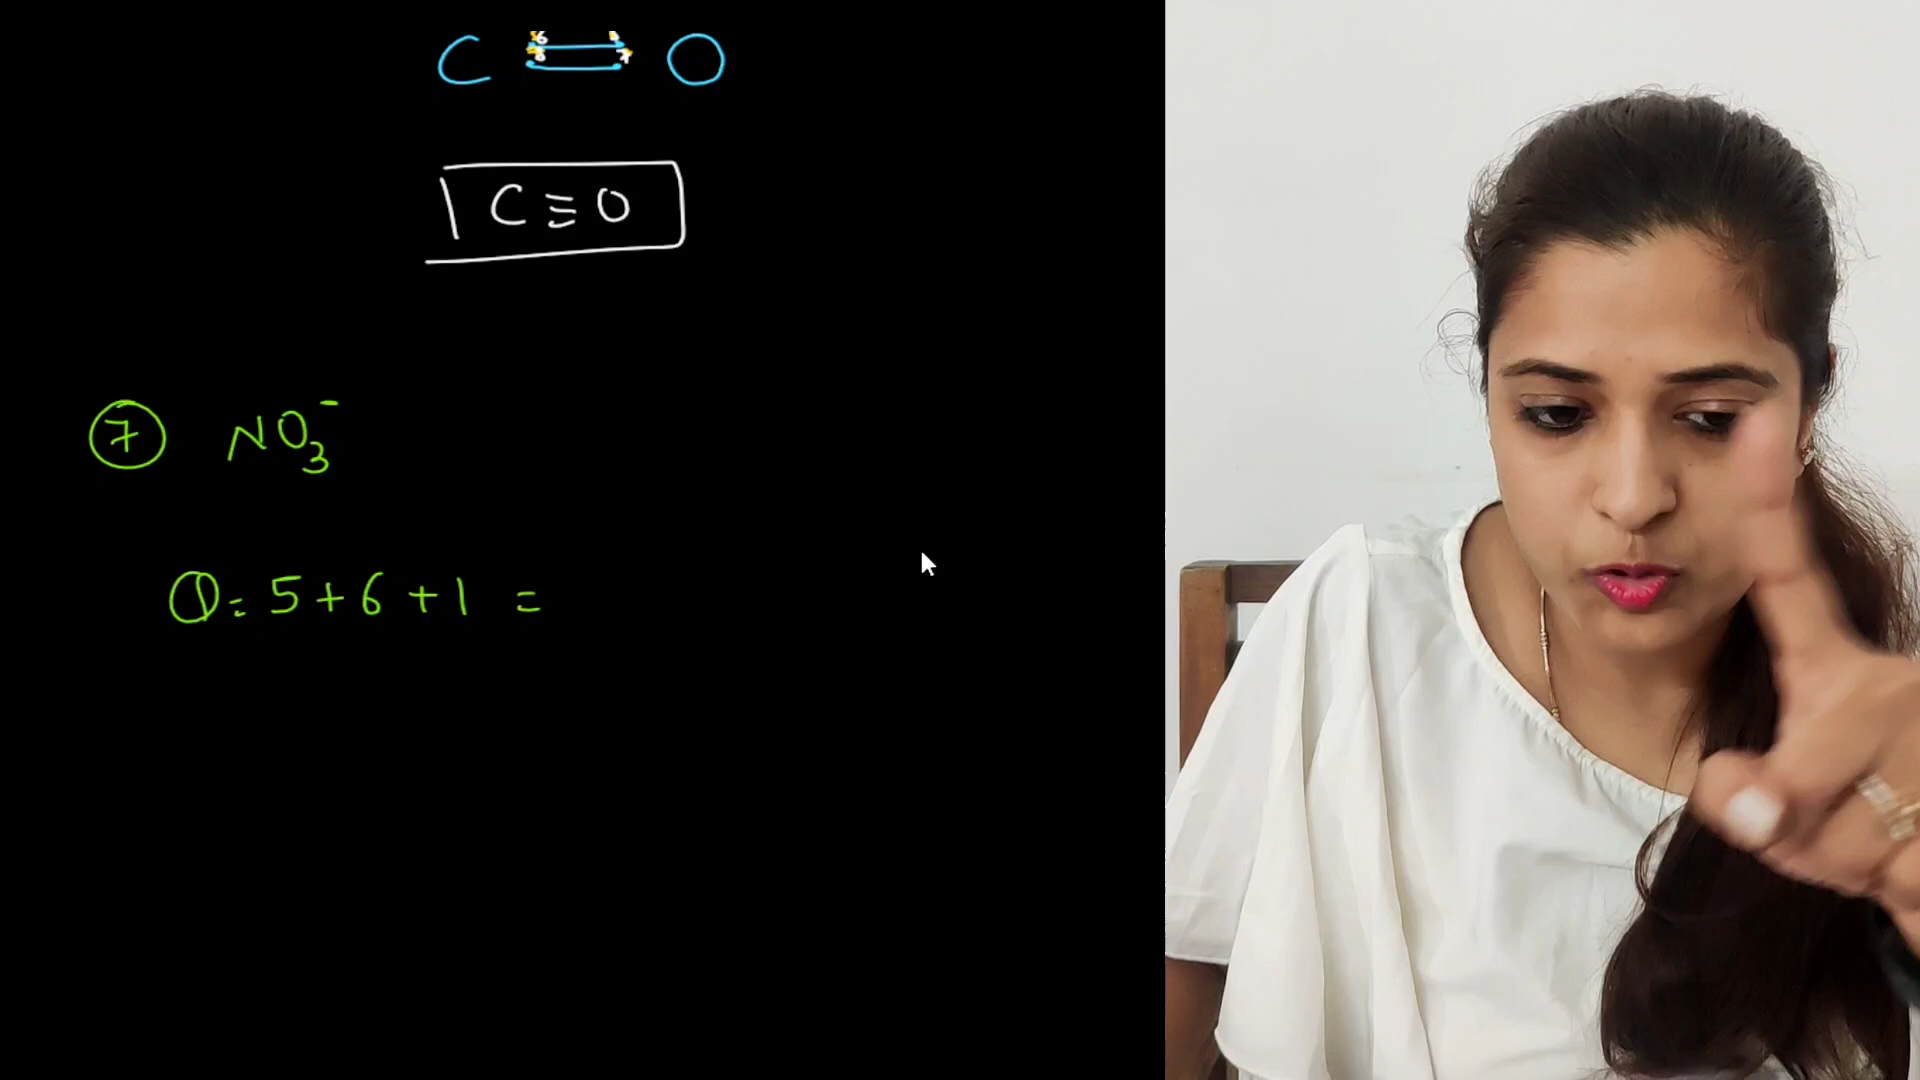 C = O
C ≡ O
7 NO₃⁻
1 = 5 + 6 + 1 =